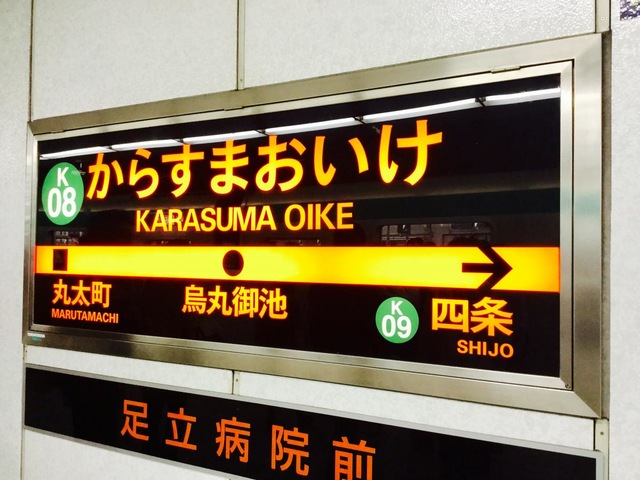 K
08
からすまおいけ
KARASUMA OIKE
丸太町
MARUTAMACHI
烏丸御池
K
09
四条
SHIJO
足立病院前